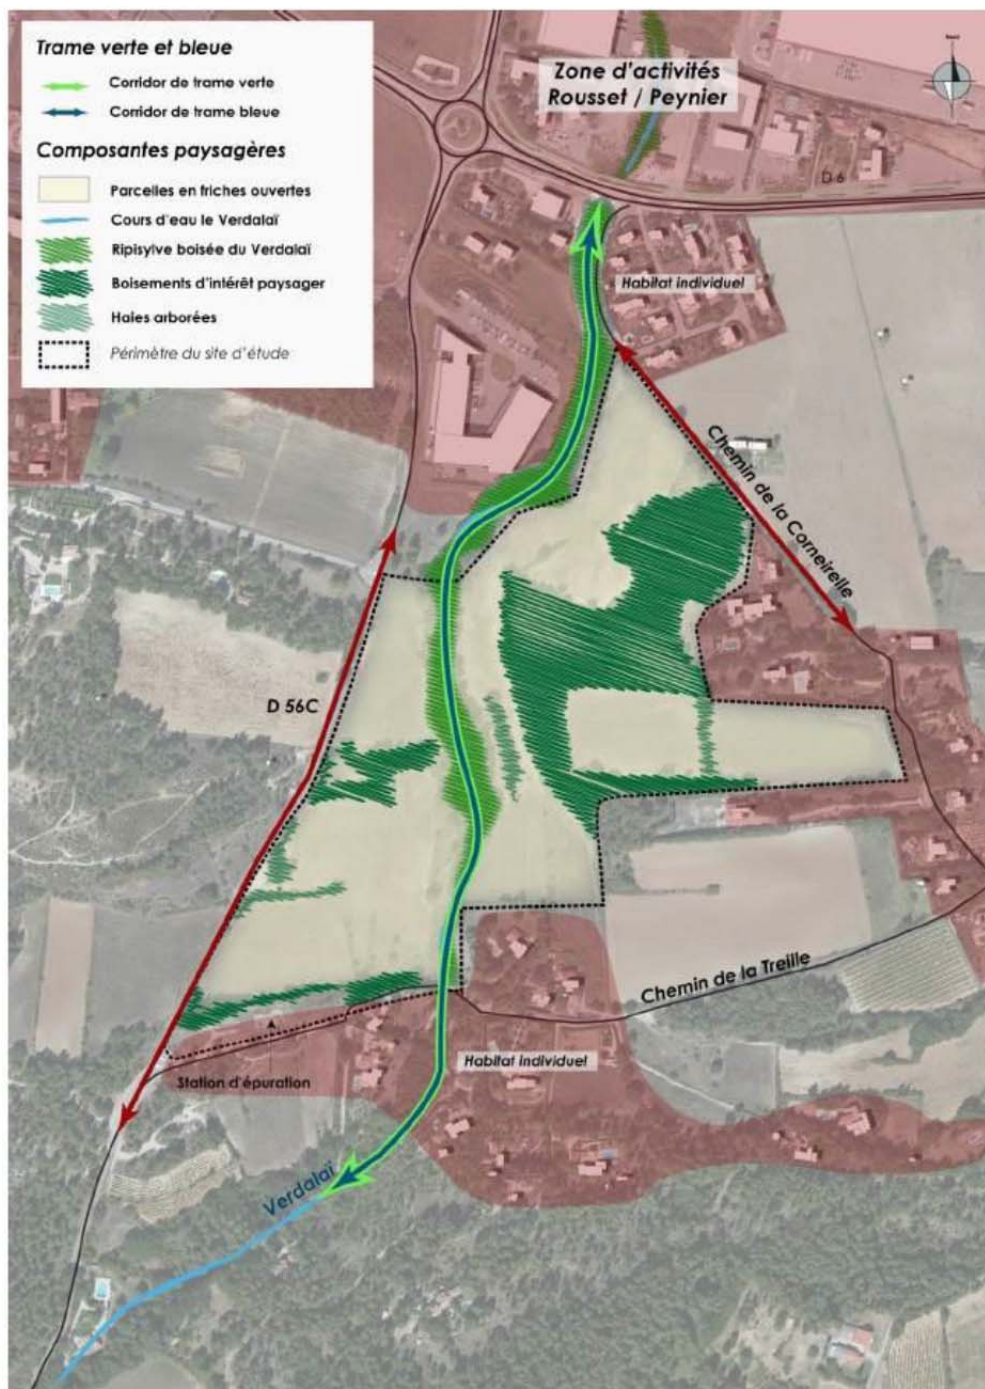 Trame verte et bleue
Corridor de trame verte
Corridor de trame bleue
Composantes paysagères
Parcelles en friches ouvertes
Cours d'eau le Verdalaï
Ripisylve boisée du Verdalaï
Boisements d'intérêt paysager
Haies arborées
Périmètre du site d'étude
Zone d'activités
Rousset / Peynier
D 6
Habitat individuel
Chemin de la Corneirelle
D 56C
Chemin de la Treille
Habitat individuel
Station d'épuration
Verdalaï